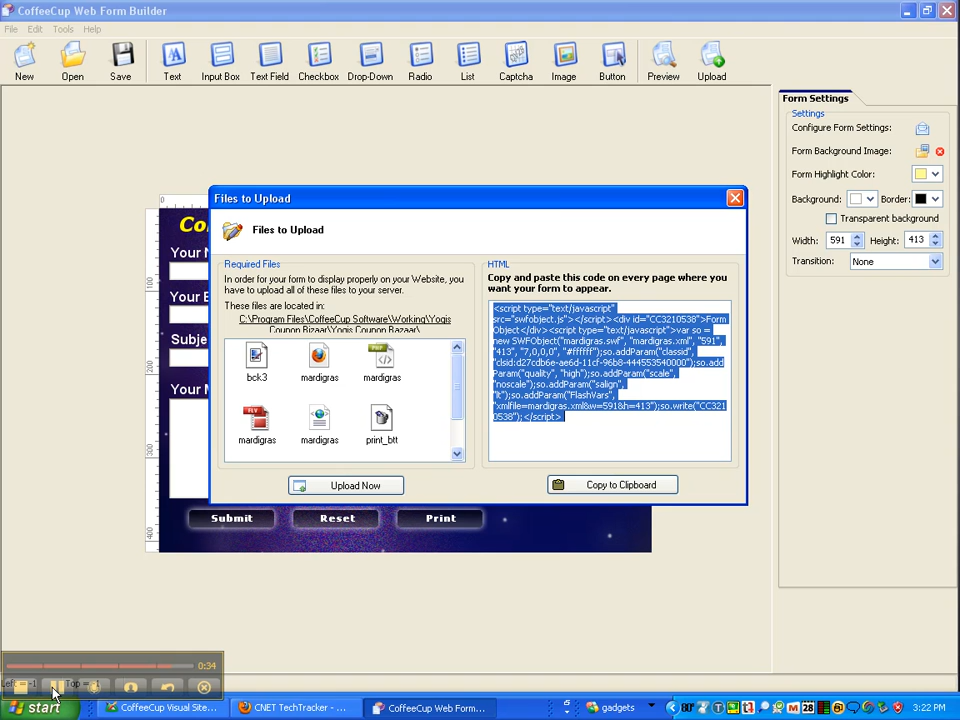 CoffeeCup Web Form Builder
File Edit Tools Help
New Open Save Text Input Box Text Field Checkbox Drop-Down Radio List Captcha Image Button Preview Upload
Form Settings
Settings
Configure Form Settings:
Form Background Image:
Form Highlight Color:
Background: Border:
Transparent background
Width: 591 Height: 413
Transition: None
0
100
200
300
400
Your
Your
Subje
Your
Submit Reset Print
Files to Upload
Files to Upload
Required Files
In order for your form to display properly on your Website, you
have to upload all of these files to your server.
These files are located in:
C:\Program Files\CoffeeCup Software\Working\Yogis
Coupon Bizaar\Yogis Coupon Bazaar\
bck3 mardigras mardigras
mardigras mardigras print_btt
Upload Now
HTML
Copy and paste this code on every page where you
want your form to appear.
<script type="text/javascript"
src="swfobject.js"></script><div id="CC3210538">Form
Object</div><script type="text/javascript">var so =
new SWFObject("mardigras.swf", "mardigras.xml", "591",
"413", "7,0,0,0", "#ffffff");so.addParam("classid",
"clsid:d27cdb6e-ae6d-11cf-96b8-444553540000");so.add
Param("quality", "high");so.addParam("scale",
"noscale");so.addParam("salign",
"lt");so.addParam("FlashVars",
"xmlfile=mardigras.xml&w=591&h=413");so.write("CC321
0538");</script>
Copy to Clipboard
0:34
Left = -1 Top = -1
start CoffeeCup Visual Site... CNET TechTracker - ... CoffeeCup Web Form... gadgets 80° 28 3:22 PM